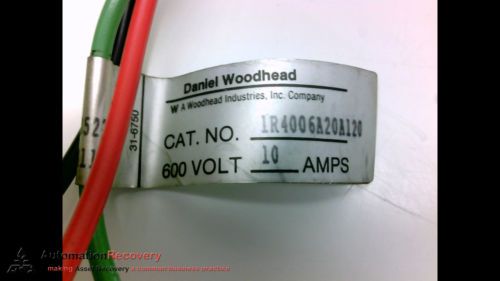 Daniel Woodhead
W A Woodhead Industries, Inc. Company
31-6750
CAT. NO. 1R4006A20A120
600 VOLT 10 AMPS
AutomationRecovery
making Asset Recovery a common business practice